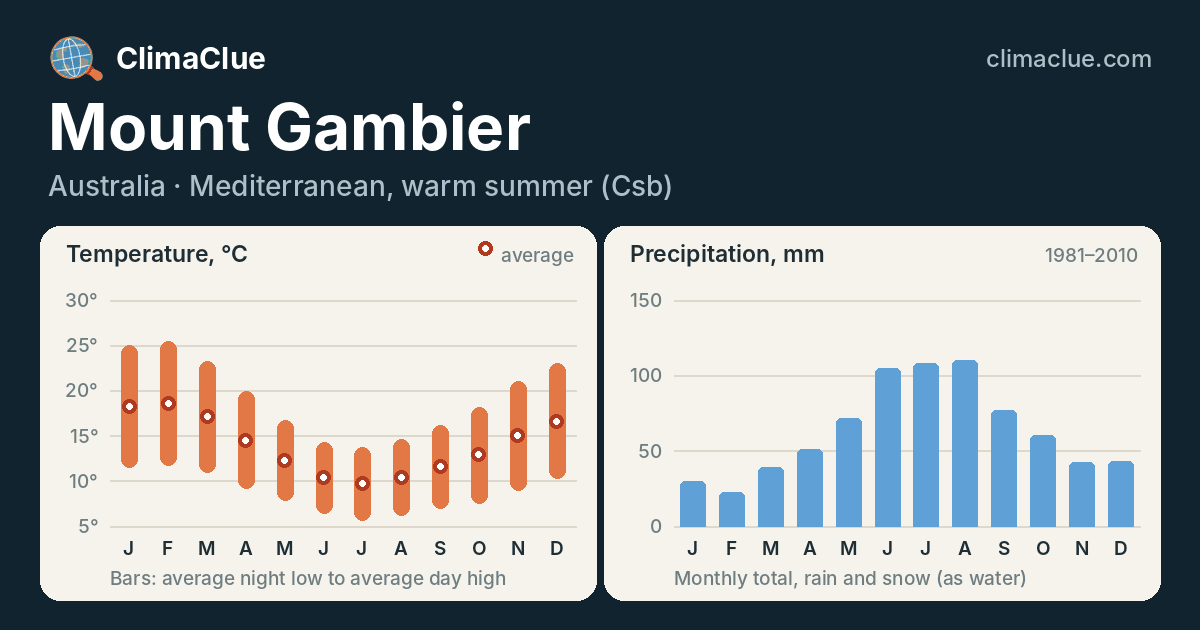 ClimaClue
climaclue.com
Mount Gambier
Australia · Mediterranean, warm summer (Csb)
Temperature, °C
average
30°
25°
20°
15°
10°
5°
J F M A M J J A S O N D
Bars: average night low to average day high
Precipitation, mm
1981–2010
150
100
50
0
J F M A M J J A S O N D
Monthly total, rain and snow (as water)